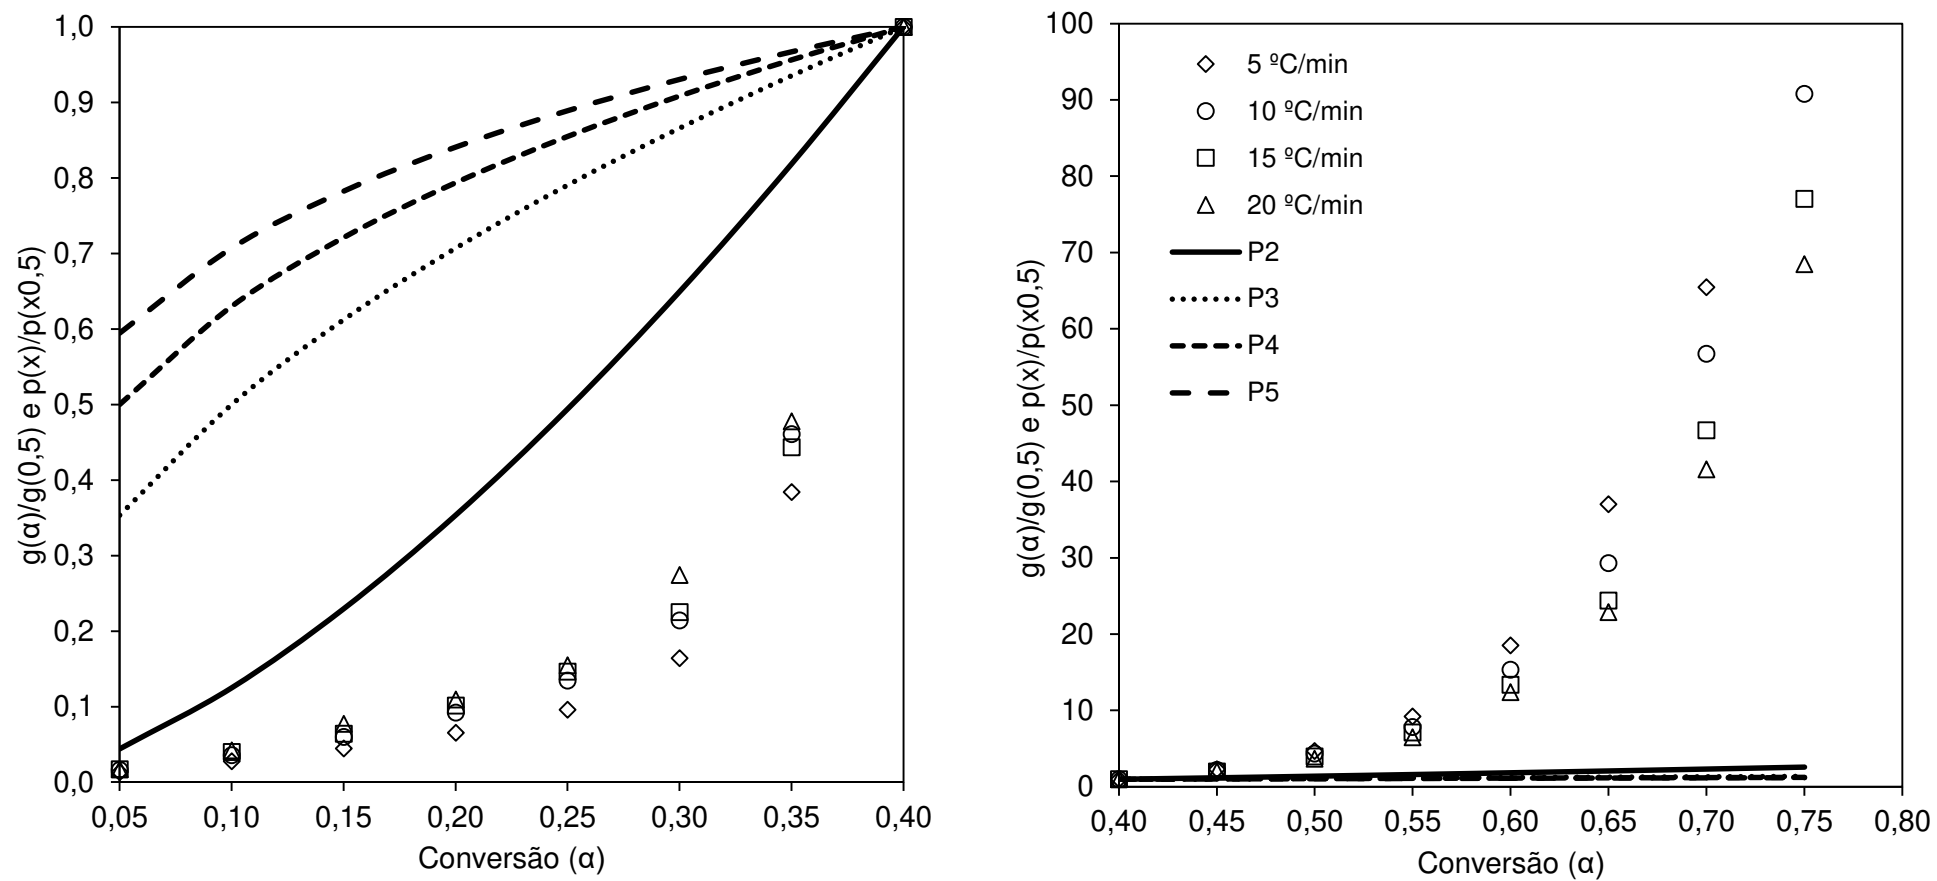 g(α)/g(0,5) e p(x)/p(x0,5)
1,0
0,9
0,8
0,7
0,6
0,5
0,4
0,3
0,2
0,1
0,0
0,05 0,10 0,15 0,20 0,25 0,30 0,35 0,40
Conversão (α)
g(α)/g(0,5) e p(x)/p(x0,5)
100
90
80
70
60
50
40
30
20
10
0
5 ºC/min
10 ºC/min
15 ºC/min
20 ºC/min
P2
P3
P4
P5
0,40 0,45 0,50 0,55 0,60 0,65 0,70 0,75 0,80
Conversão (α)